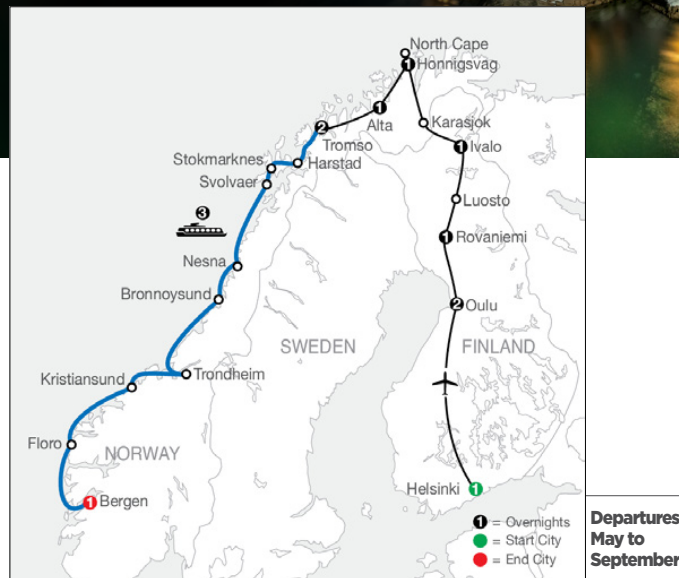 North Cape
1
Honnigsvag
1
Alta
Karasjok
2
Tromso
1
Ivalo
Stokmarknes
Harstad
Svolvaer
Luosto
3
1
Rovaniemi
Nesna
Bronnoysund
2
Oulu
SWEDEN
FINLAND
Trondheim
Kristiansund
Floro
NORWAY
Helsinki
1
1
Bergen
1 = Overnights
= Start City
= End City
Departures
May to
September